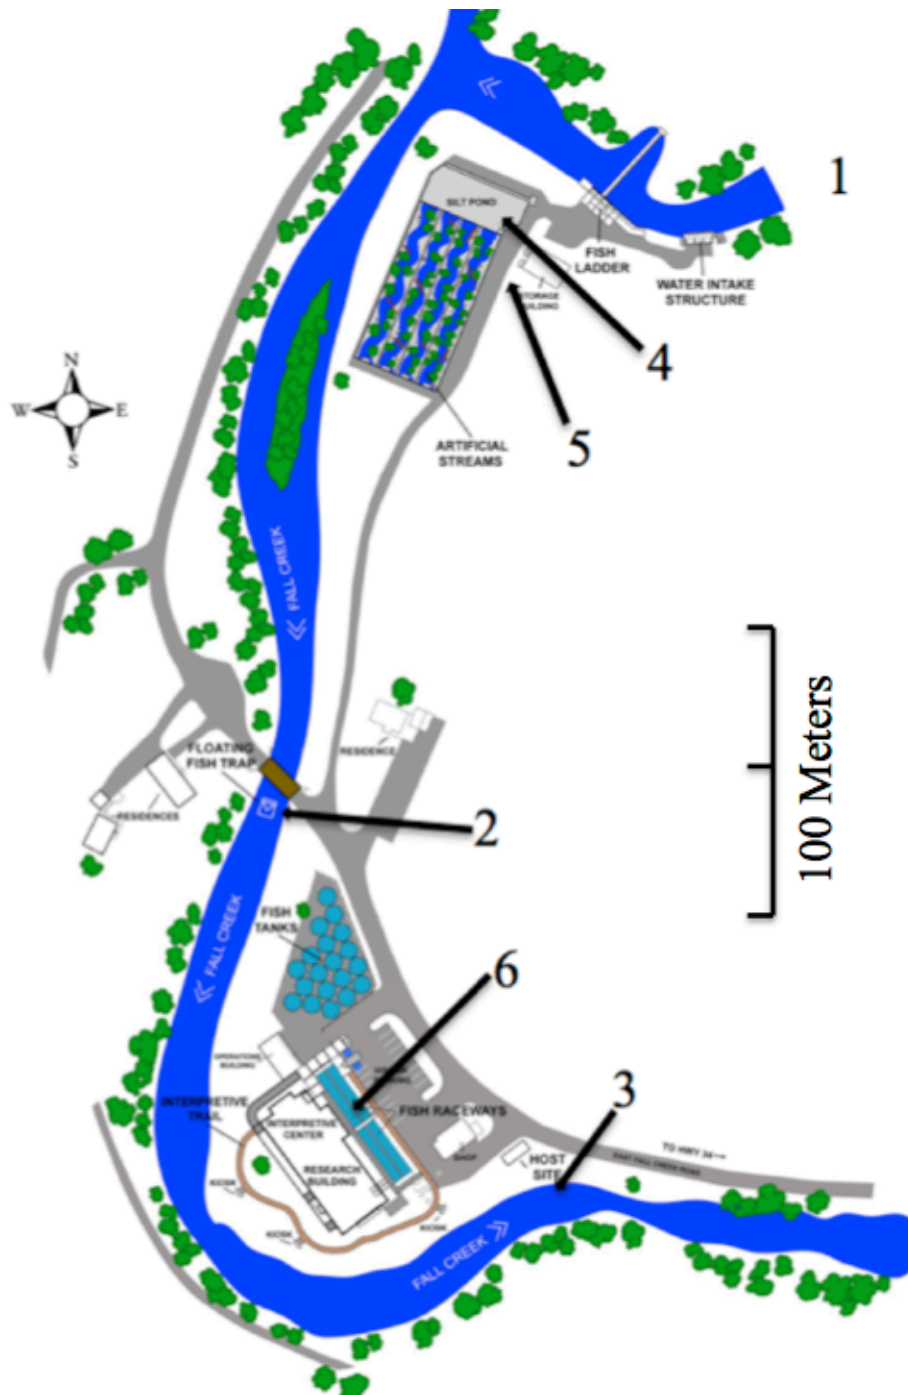 1
SILT POND
FISH
LADDER
WATER INTAKE
STRUCTURE
STORAGE
BUILDING
4
5
N
W E
S
ARTIFICIAL
STREAMS
FALL CREEK
100 Meters
RESIDENCE
FLOATING
FISH TRAP
RESIDENCES
2
FISH
TANKS
FALL CREEK
6
OPERATIONS
BUILDING
INTERPRETIVE
TRAIL
FISH RACEWAYS
INTERPRETIVE
CENTER
3
SHOP
HOST
SITE
TO HWY 34
EAST FALL CREEK ROAD
RESEARCH
BUILDING
KIOSK
KIOSK
KIOSK
FALL CREEK